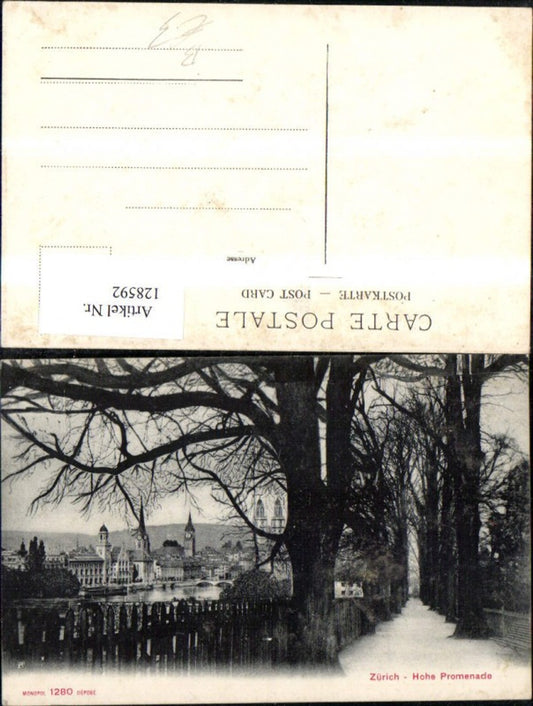 CARTE POSTALE
POSTKARTE — POST CARD
Adresse
Artikel Nr.
128592
Zürich - Hohe Promenade
MONOPOL 1280 DÉPOSÉ